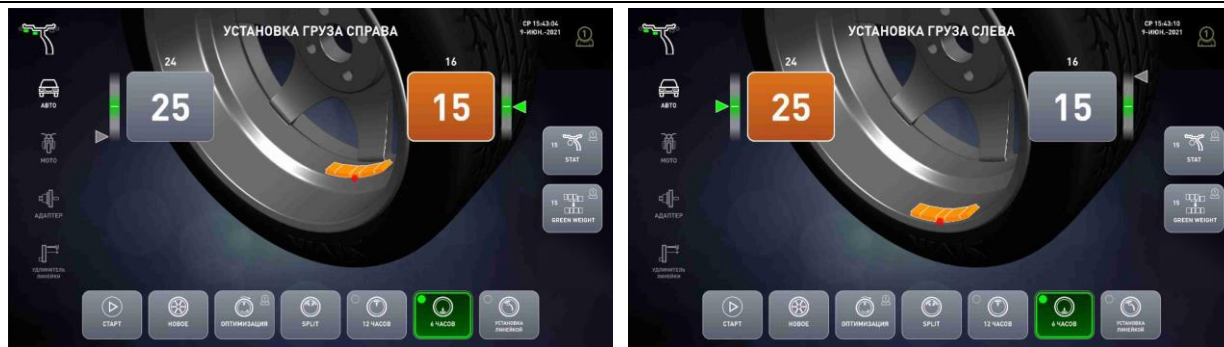 УСТАНОВКА ГРУЗА СПРАВА
СР 15:43:04
9-ИЮН.-2021
1
24
16
25
15
АВТО
МОТО
АДАПТЕР
УДЛИНИТЕЛЬ
ЛИНЕЙКИ
15
STAT
15
GREEN WEIGHT
СТАРТ
НОВОЕ
ОПТИМИЗАЦИЯ
SPLIT
12 ЧАСОВ
6 ЧАСОВ
УСТАНОВКА
ЛИНЕЙКОЙ
УСТАНОВКА ГРУЗА СЛЕВА
СР 15:43:10
9-ИЮН.-2021
1
24
16
25
15
АВТО
МОТО
АДАПТЕР
УДЛИНИТЕЛЬ
ЛИНЕЙКИ
15
STAT
15
GREEN WEIGHT
СТАРТ
НОВОЕ
ОПТИМИЗАЦИЯ
SPLIT
12 ЧАСОВ
6 ЧАСОВ
УСТАНОВКА
ЛИНЕЙКОЙ